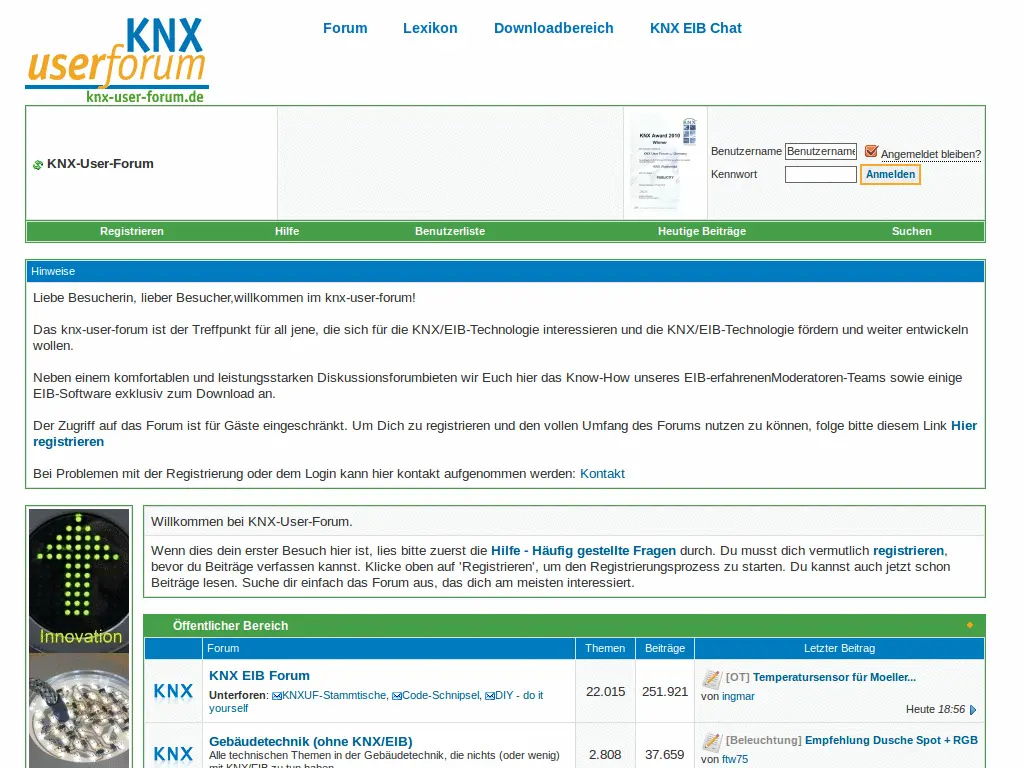 KNX
userforum
knx-user-forum.de
Forum Lexikon Downloadbereich KNX EIB Chat
KNX-User-Forum
KNX Award 2010
Winner
Benutzername Benutzername Angemeldet bleiben?
Kennwort Anmelden
Registrieren Hilfe Benutzerliste Heutige Beiträge Suchen
Hinweise
Liebe Besucherin, lieber Besucher,willkommen im knx-user-forum!
Das knx-user-forum ist der Treffpunkt für all jene, die sich für die KNX/EIB-Technologie interessieren und die KNX/EIB-Technologie fördern und weiter entwickeln
wollen.
Neben einem komfortablen und leistungsstarken Diskussionsforumbieten wir Euch hier das Know-How unseres EIB-erfahrenenModeratoren-Teams sowie einige
EIB-Software exklusiv zum Download an.
Der Zugriff auf das Forum ist für Gäste eingeschränkt. Um Dich zu registrieren und den vollen Umfang des Forums nutzen zu können, folge bitte diesem Link Hier
registrieren
Bei Problemen mit der Registrierung oder dem Login kann hier kontakt aufgenommen werden: Kontakt
Innovation
Willkommen bei KNX-User-Forum.
Wenn dies dein erster Besuch hier ist, lies bitte zuerst die Hilfe - Häufig gestellte Fragen durch. Du musst dich vermutlich registrieren,
bevor du Beiträge verfassen kannst. Klicke oben auf 'Registrieren', um den Registrierungsprozess zu starten. Du kannst auch jetzt schon
Beiträge lesen. Suche dir einfach das Forum aus, das dich am meisten interessiert.
Öffentlicher Bereich
Forum Themen Beiträge Letzter Beitrag
KNX
KNX EIB Forum
Unterforen: KNXUF-Stammtische, Code-Schnipsel, DIY - do it
yourself
22.015 251.921
[OT] Temperatursensor für Moeller...
von ingmar
Heute 18:56
KNX
Gebäudetechnik (ohne KNX/EIB)
Alle technischen Themen in der Gebäudetechnik, die nichts (oder wenig)
mit KNX/EIB zu tun haben
2.808 37.659
[Beleuchtung] Empfehlung Dusche Spot + RGB
von ftw75